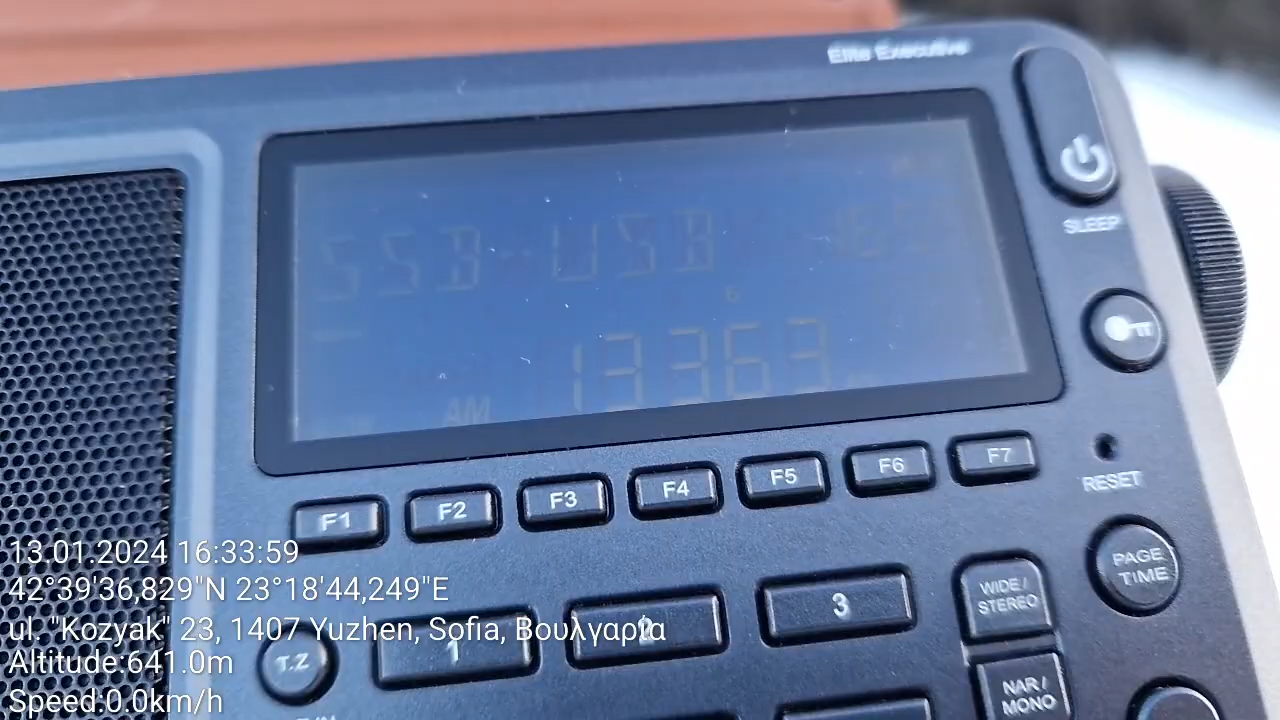 Elite Executive
SLEEP
SSB-USB
13363
AM
F1 F2 F3 F4 F5 F6 F7
RESET
PAGE
TIME
WIDE/
STEREO
1 2 3
T.Z
NAR/
MONO
13.01.2024 16:33:59
42°39'36,829"N 23°18'44,249"E
ul. "Kozyak" 23, 1407 Yuzhen, Sofia, Βουλγαρία
Altitude:641.0m
Speed:0.0km/h